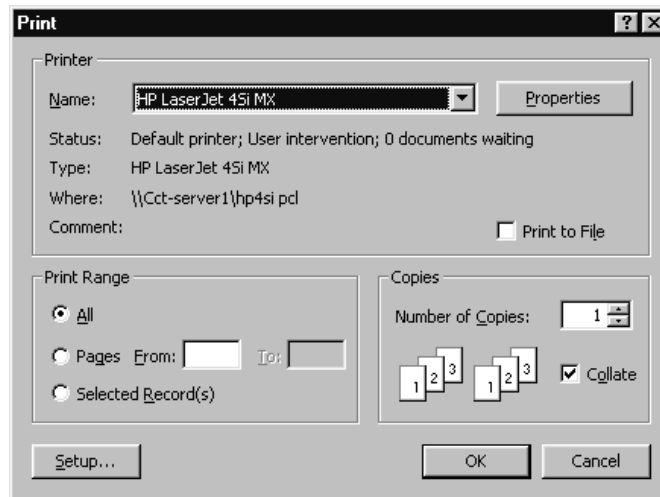 Print
Printer
Name: HP LaserJet 4Si MX Properties
Status: Default printer; User intervention; 0 documents waiting
Type: HP LaserJet 4Si MX
Where: \\Cct-server1\hp4si pcl
Comment:
Print to File
Print Range
All
Pages From: To:
Selected Record(s)
Copies
Number of Copies: 1
1 2 3 1 2 3 Collate
Setup... OK Cancel